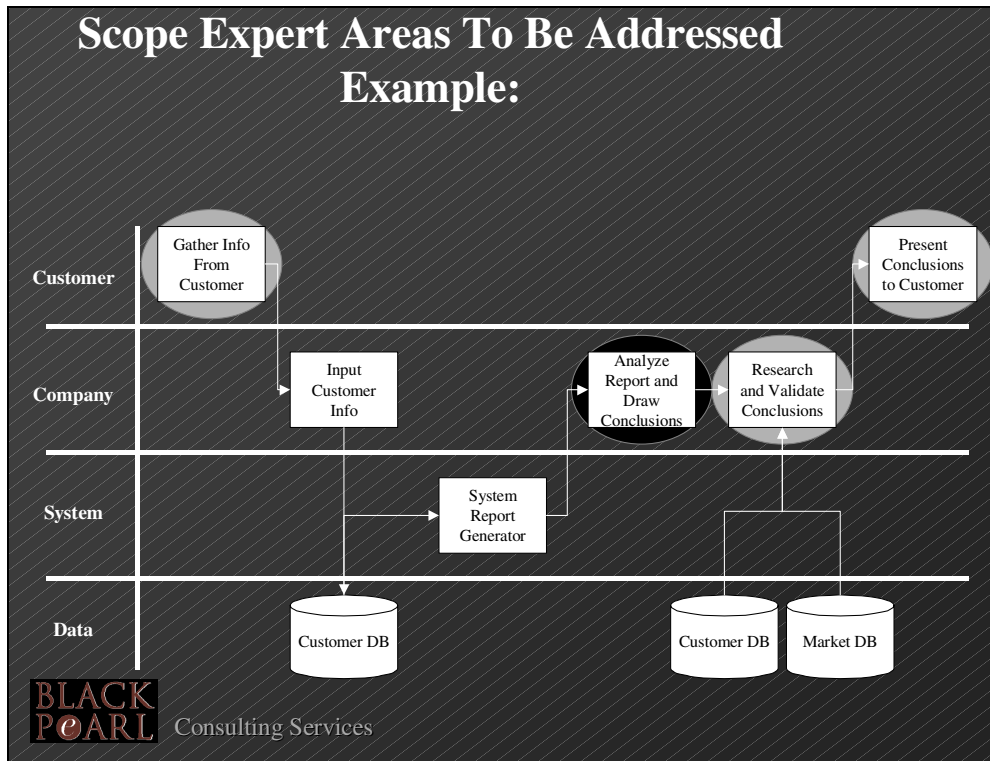 Scope Expert Areas To Be Addressed
Example:
Customer
Gather Info
From
Customer
Present
Conclusions
to Customer
Company
Input
Customer
Info
Analyze
Report and
Draw
Conclusions
Research
and Validate
Conclusions
System
System
Report
Generator
Data
Customer DB
Customer DB
Market DB
BLACK
PeARL
Consulting Services